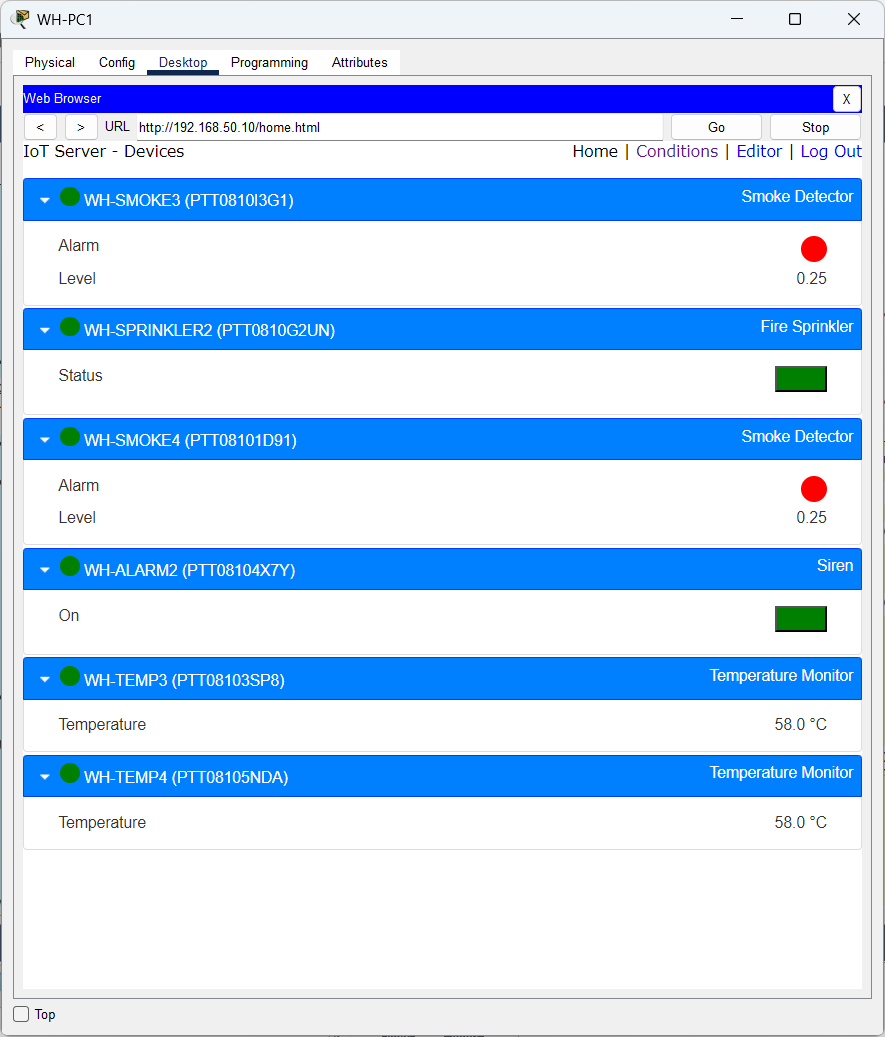 WH-PC1
Physical Config Desktop Programming Attributes
Web Browser X
< > URL http://192.168.50.10/home.html Go Stop
IoT Server - Devices Home | Conditions | Editor | Log Out
WH-SMOKE3 (PTT0810I3G1) Smoke Detector
Alarm
Level 0.25
WH-SPRINKLER2 (PTT0810G2UN) Fire Sprinkler
Status
WH-SMOKE4 (PTT08101D91) Smoke Detector
Alarm
Level 0.25
WH-ALARM2 (PTT08104X7Y) Siren
On
WH-TEMP3 (PTT08103SP8) Temperature Monitor
Temperature 58.0 °C
WH-TEMP4 (PTT08105NDA) Temperature Monitor
Temperature 58.0 °C
Top